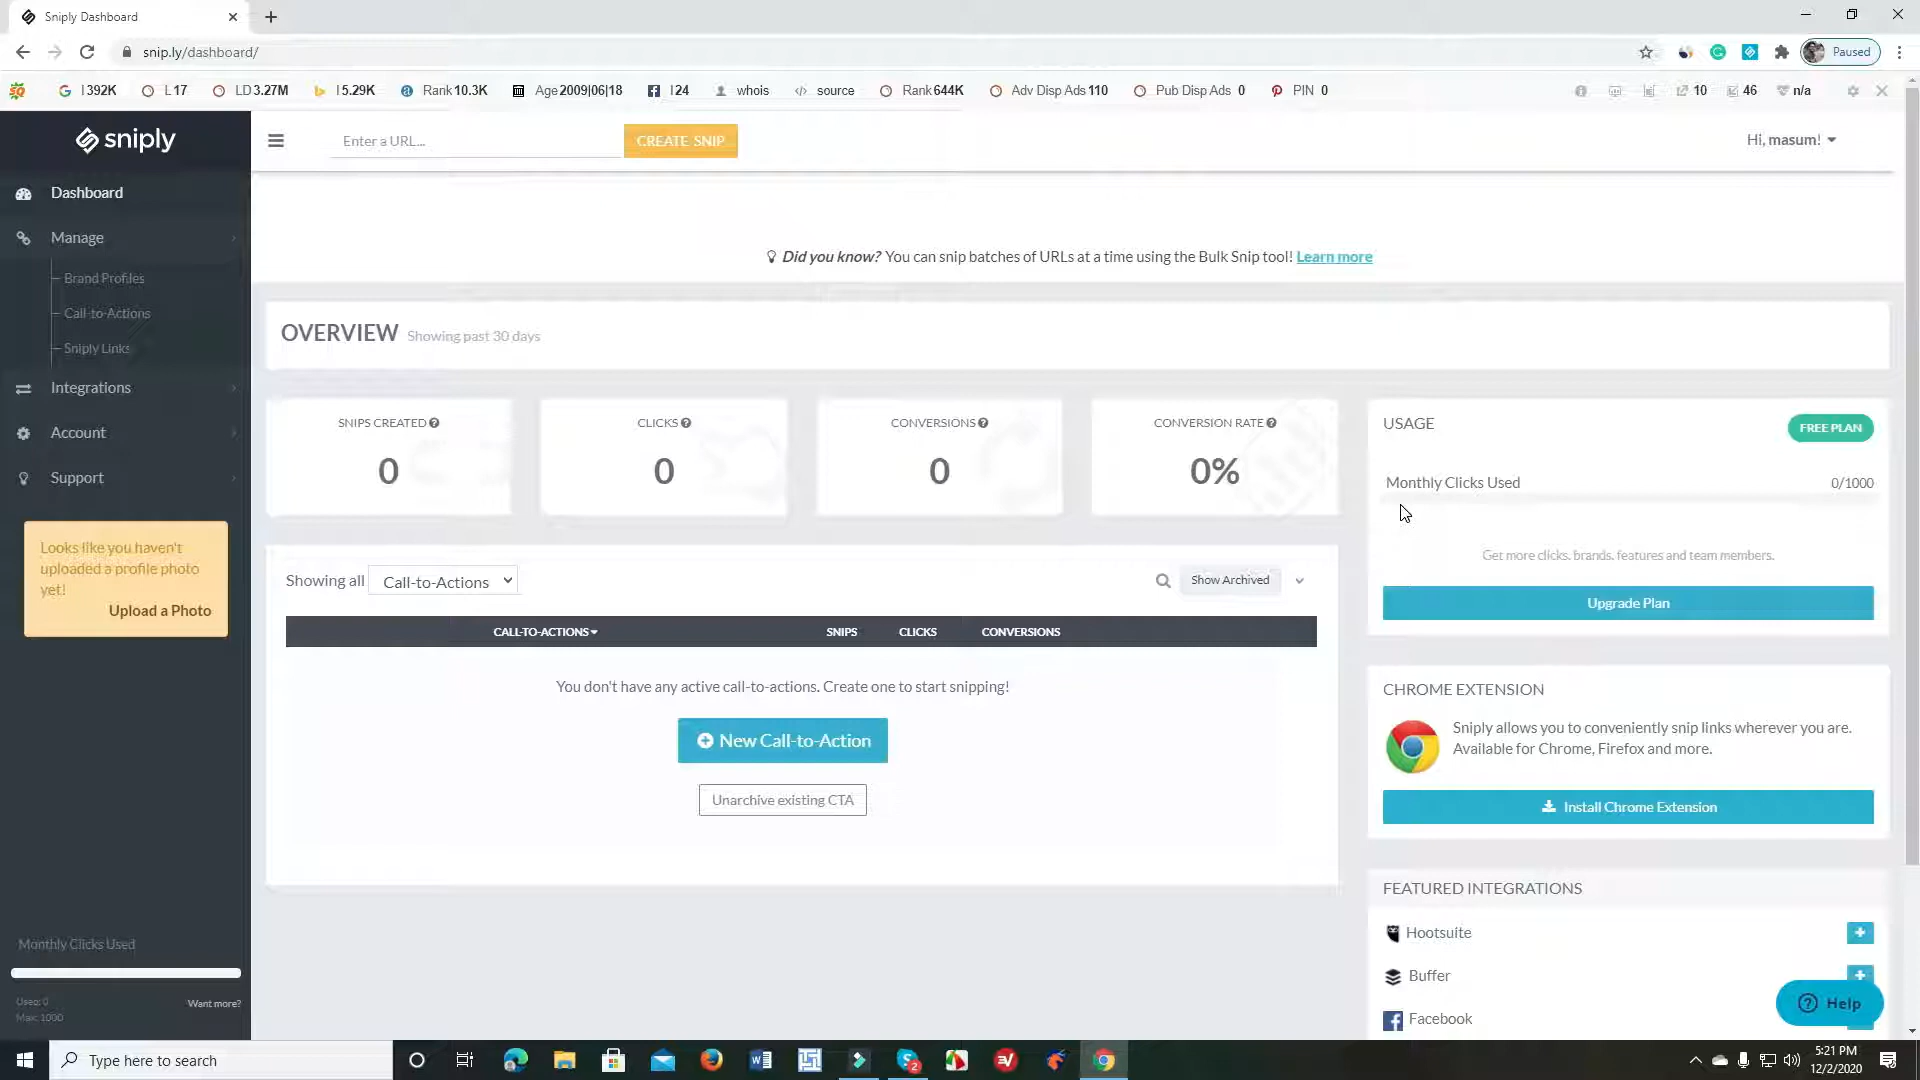 Sniply Dashboard
snip.ly/dashboard/
Paused
I 392K
L 17
LD 3.27M
I 5.29K
Rank 10.3K
Age 2009|06|18
I 24
whois
source
Rank 644K
Adv Disp Ads 110
Pub Disp Ads 0
PIN 0
10
46
n/a
sniply
Enter a URL...
CREATE SNIP
Hi, masum!
Dashboard
Manage
Brand Profiles
Call-to-Actions
Sniply Links
Integrations
Account
Support
Looks like you haven't
uploaded a profile photo
yet!
Upload a Photo
Monthly Clicks Used
Used: 0
Want more?
Max: 1000
Did you know? You can snip batches of URLs at a time using the Bulk Snip tool! Learn more
OVERVIEW Showing past 30 days
SNIPS CREATED
0
CLICKS
0
CONVERSIONS
0
CONVERSION RATE
0%
Showing all Call-to-Actions
Show Archived
CALL-TO-ACTIONS SNIPS CLICKS CONVERSIONS
You don't have any active call-to-actions. Create one to start snipping!
New Call-to-Action
Unarchive existing CTA
USAGE
FREE PLAN
Monthly Clicks Used 0/1000
Get more clicks, brands, features and team members.
Upgrade Plan
CHROME EXTENSION
Sniply allows you to conveniently snip links wherever you are.
Available for Chrome, Firefox and more.
Install Chrome Extension
FEATURED INTEGRATIONS
Hootsuite
Buffer
Facebook
Help
Type here to search
5:21 PM
12/2/2020